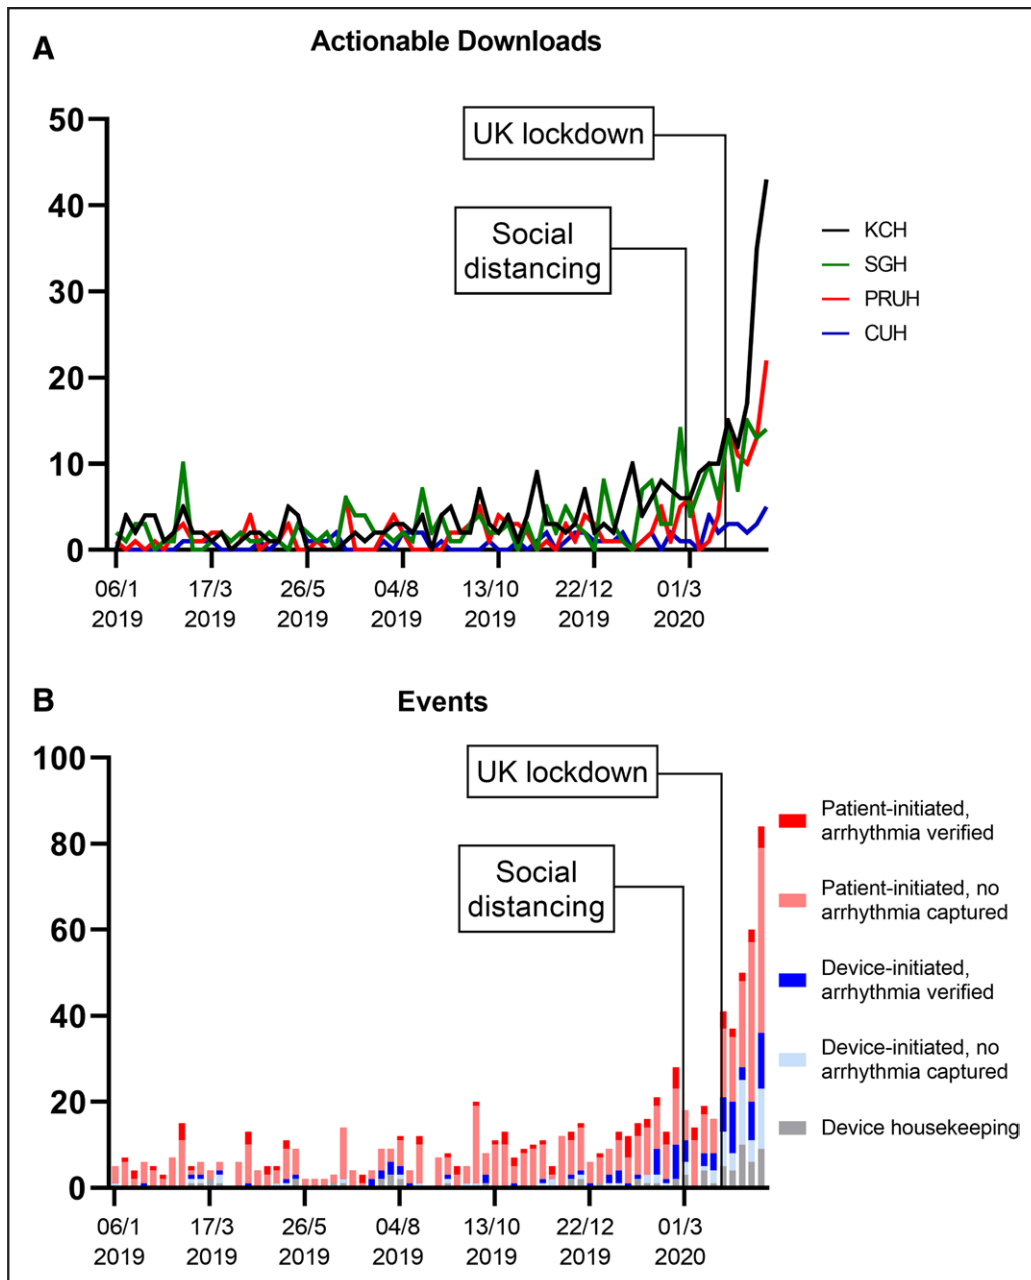 A
Actionable Downloads
50
40
30
20
10
0
UK lockdown
Social
distancing
KCH
SGH
PRUH
CUH
06/1 17/3 26/5 04/8 13/10 22/12 01/3
2019 2019 2019 2019 2019 2019 2020
B
Events
100
80
60
40
20
0
UK lockdown
Social
distancing
Patient-initiated,
arrhythmia verified
Patient-initiated, no
arrhythmia captured
Device-initiated,
arrhythmia verified
Device-initiated, no
arrhythmia captured
Device housekeeping
06/1 17/3 26/5 04/8 13/10 22/12 01/3
2019 2019 2019 2019 2019 2019 2020